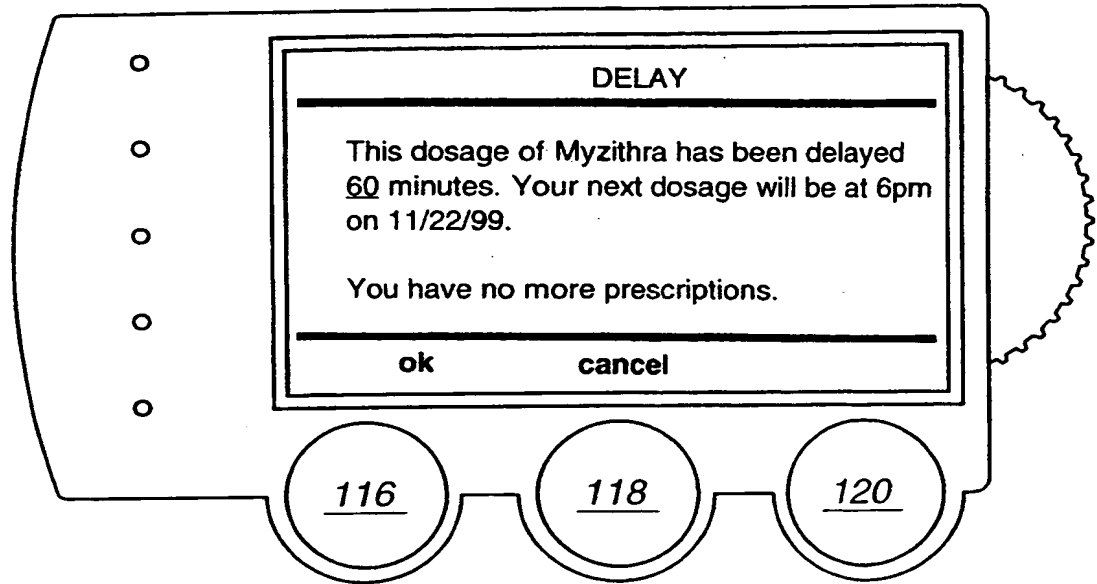 DELAY
This dosage of Myzithra has been delayed
60 minutes. Your next dosage will be at 6pm
on 11/22/99.
You have no more prescriptions.
ok cancel
116 118 120